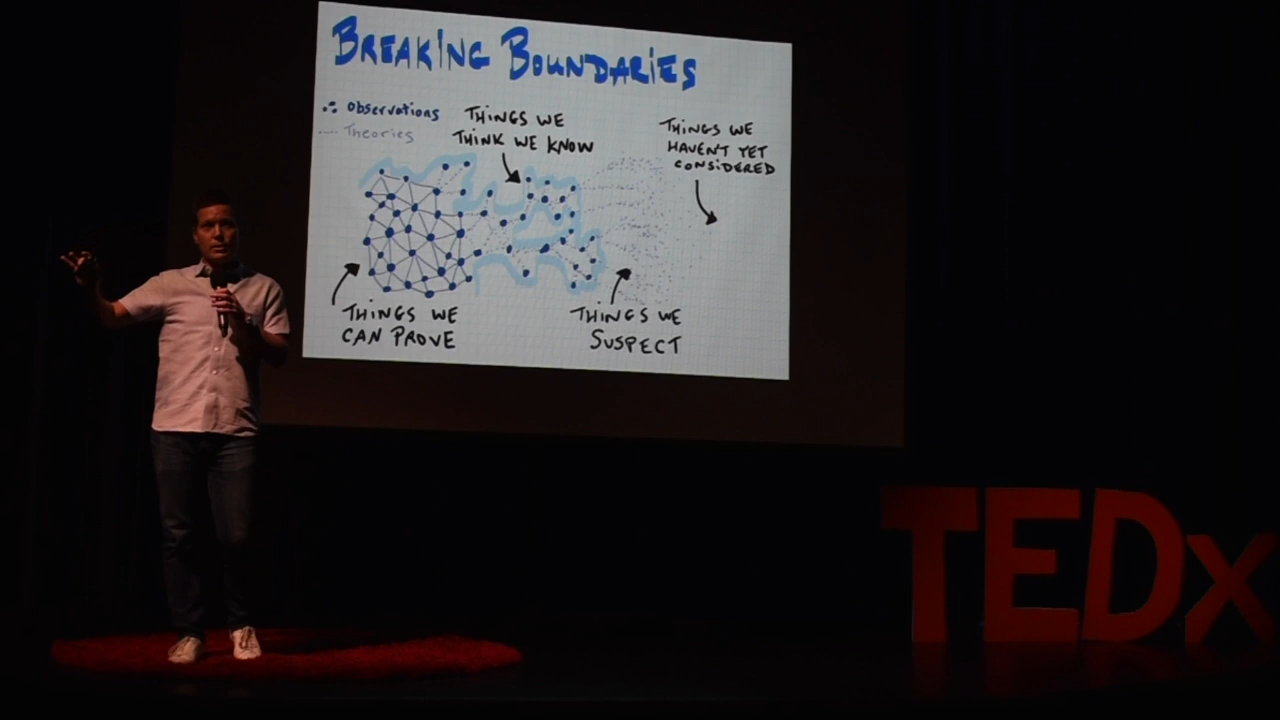 BREAKING BOUNDARIES
Observations
Theories
THINGS WE
THINK WE KNOW
THINGS WE
HAVEN'T YET
CONSIDERED
THINGS WE
CAN PROVE
THINGS WE
SUSPECT
TEDx